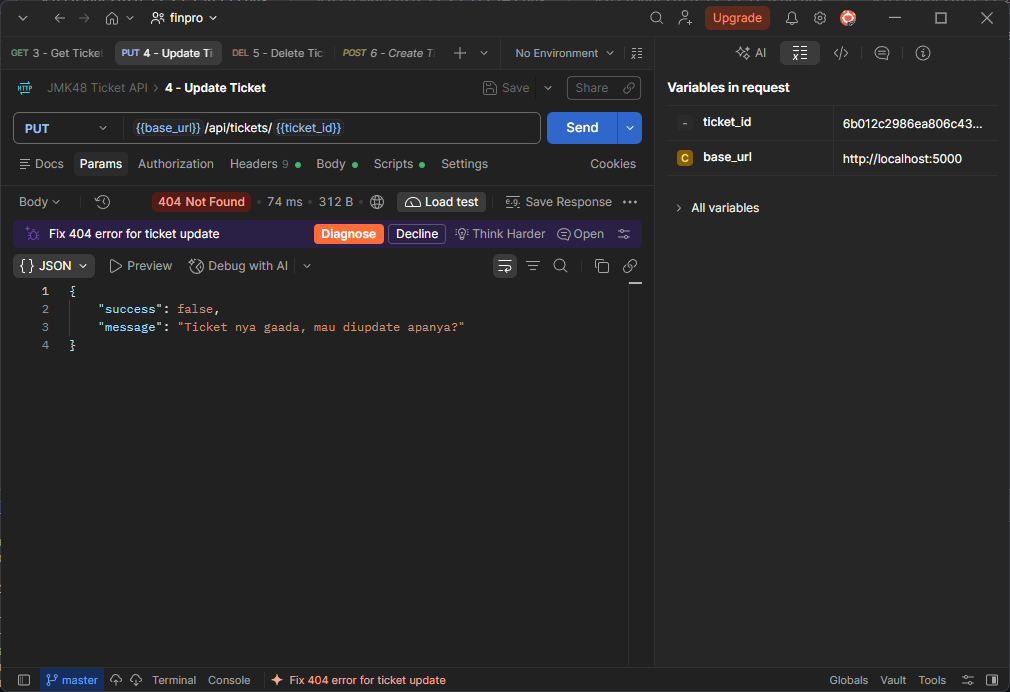 finpro
Upgrade
GET 3 - Get Ticket
PUT 4 - Update Ti
DEL 5 - Delete Tic
POST 6 - Create T
No Environment
AI
HTTP JMK48 Ticket API > 4 - Update Ticket
Save
Share
Variables in request
PUT
{{base_url}} /api/tickets/ {{ticket_id}}
Send
- ticket_id 6b012c2986ea806c43...
C base_url http://localhost:5000
All variables
Docs Params Authorization Headers 9 Body Scripts Settings Cookies
Body 404 Not Found 74 ms 312 B Load test e.g. Save Response
Fix 404 error for ticket update Diagnose Decline Think Harder Open
{} JSON Preview Debug with AI
1 {
2 "success": false,
3 "message": "Ticket nya gaada, mau diupdate apanya?"
4 }
master Terminal Console Fix 404 error for ticket update Globals Vault Tools